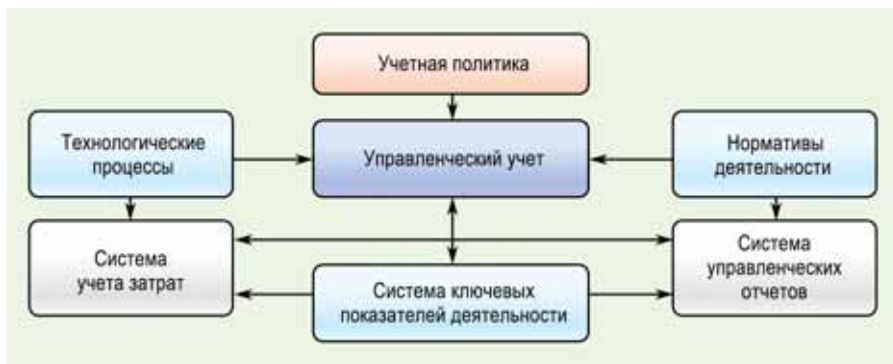 Учетная политика
Технологические
процессы
Управленческий учет
Нормативы
деятельности
Система
учета затрат
Система ключевых
показателей деятельности
Система
управленческих
отчетов